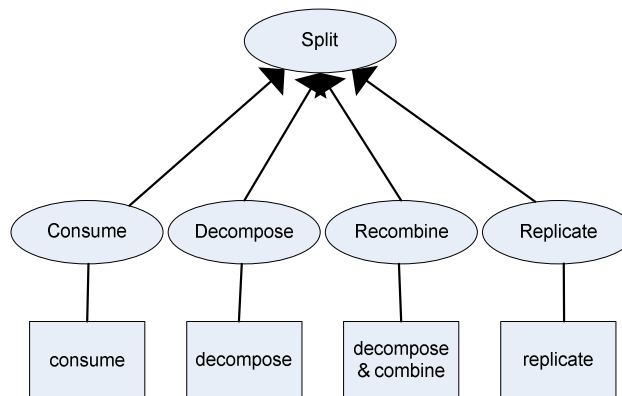 Split
Consume
Decompose
Recombine
Replicate
consume
decompose
decompose
& combine
replicate